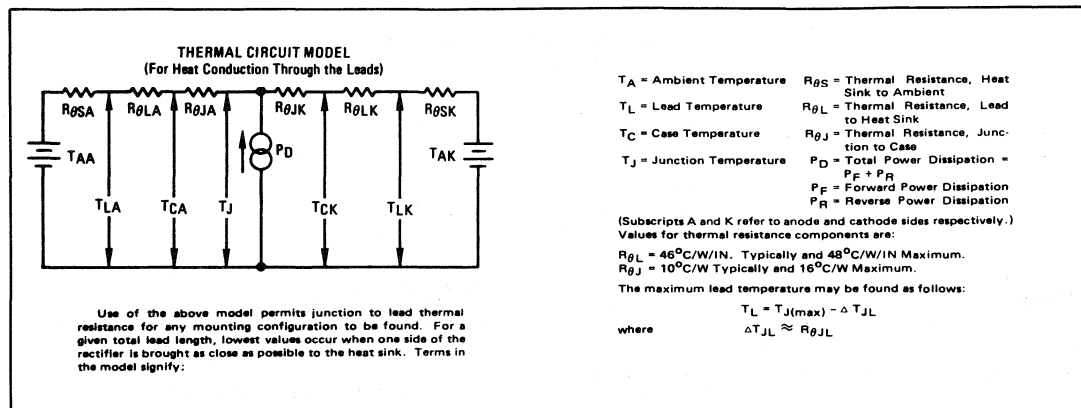 THERMAL CIRCUIT MODEL
(For Heat Conduction Through the Leads)
RθSA RθLA RθJA RθJK RθLK RθSK
TAA PD TAK
TLA TCA TJ TCK TLK
Use of the above model permits junction to lead thermal
resistance for any mounting configuration to be found. For a
given total lead length, lowest values occur when one side of the
rectifier is brought as close as possible to the heat sink. Terms in
the model signify:
TA = Ambient Temperature RθS = Thermal Resistance, Heat
Sink to Ambient
TL = Lead Temperature RθL = Thermal Resistance, Lead
to Heat Sink
TC = Case Temperature RθJ = Thermal Resistance, Junc-
tion to Case
TJ = Junction Temperature PD = Total Power Dissipation =
PF + PR
PF = Forward Power Dissipation
PR = Reverse Power Dissipation
(Subscripts A and K refer to anode and cathode sides respectively.)
Values for thermal resistance components are:
RθL = 46°C/W/IN. Typically and 48°C/W/IN Maximum.
RθJ = 10°C/W Typically and 16°C/W Maximum.
The maximum lead temperature may be found as follows:
TL = TJ(max) - △ TJL
where △TJL ≈ RθJL